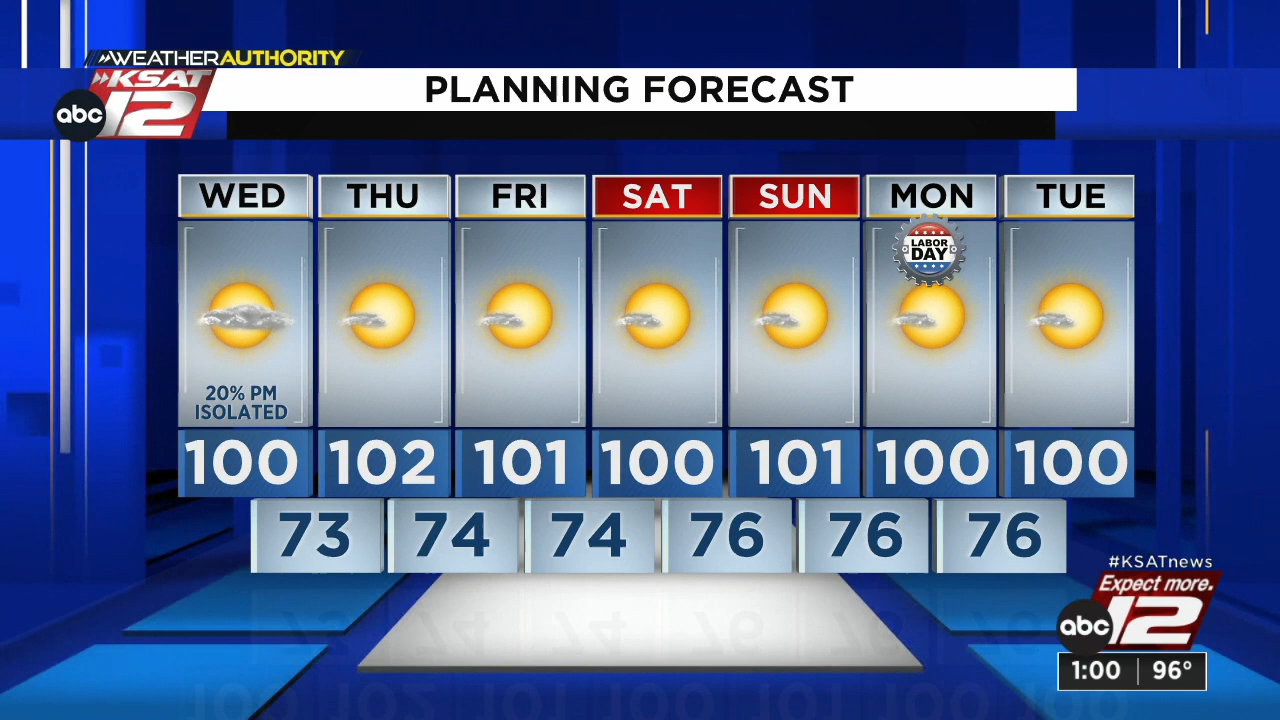 WEATHERAUTHORITY
KSAT
abc 12
PLANNING FORECAST
WED THU FRI SAT SUN MON TUE
LABOR
DAY
20% PM
ISOLATED
100 102 101 100 101 100 100
73 74 74 76 76 76
#KSATnews
Expect more.
abc 12
1:00 96°